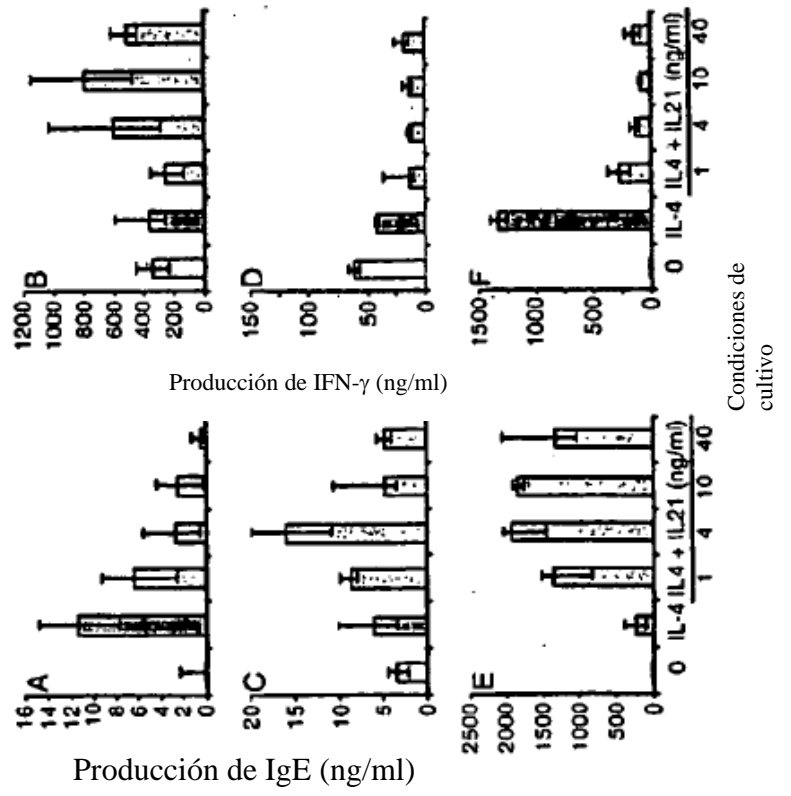 B
1200
1000
800
600
400
200
0
D
150
100
50
0
F
1500
1000
500
0
0 IL-4 IL4 + IL21 (ng/ml)
1 4 10 40
Producción de IFN-γ (ng/ml)
Condiciones de
cultivo
A
16
14
12
10
8
6
4
2
0
C
20
15
10
5
0
E
2500
2000
1500
1000
500
0
0 IL-4 IL4 + IL21 (ng/ml)
1 4 10 40
Producción de IgE (ng/ml)